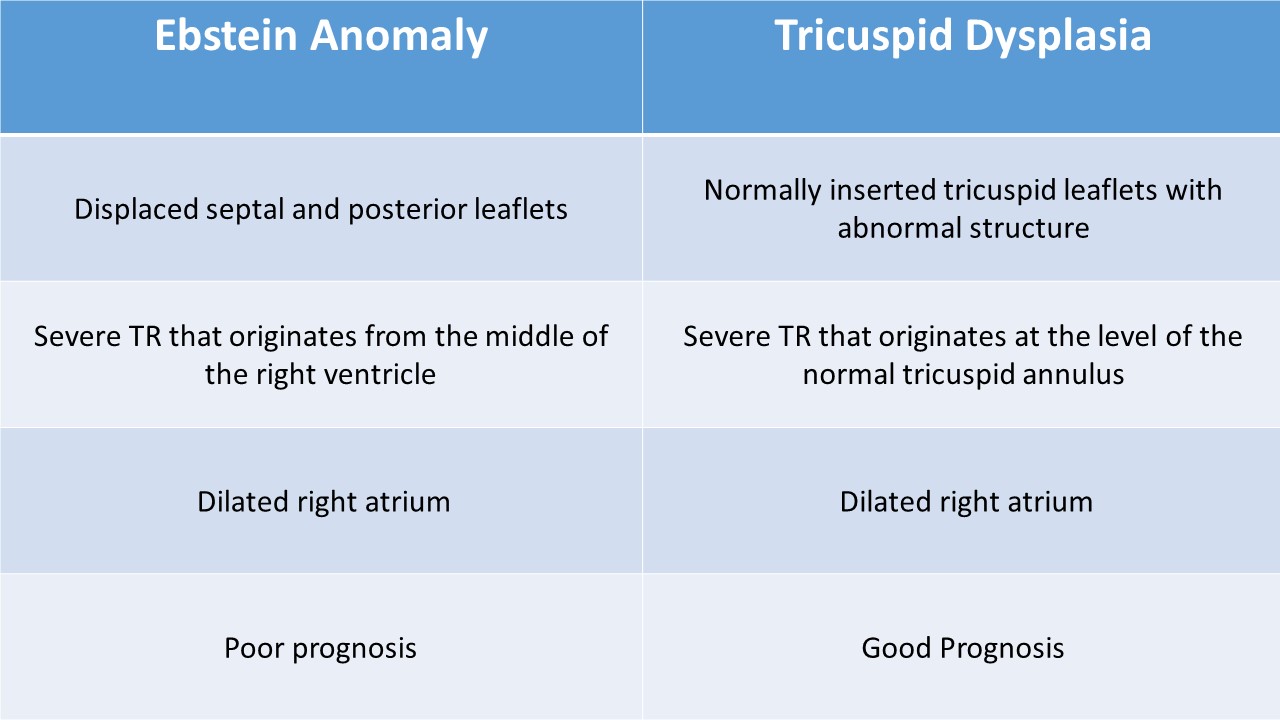 Ebstein Anomaly
Tricuspid Dysplasia
Displaced septal and posterior leaflets
Normally inserted tricuspid leaflets with
abnormal structure
Severe TR that originates from the middle of
the right ventricle
Severe TR that originates at the level of the
normal tricuspid annulus
Dilated right atrium
Dilated right atrium
Poor prognosis
Good Prognosis